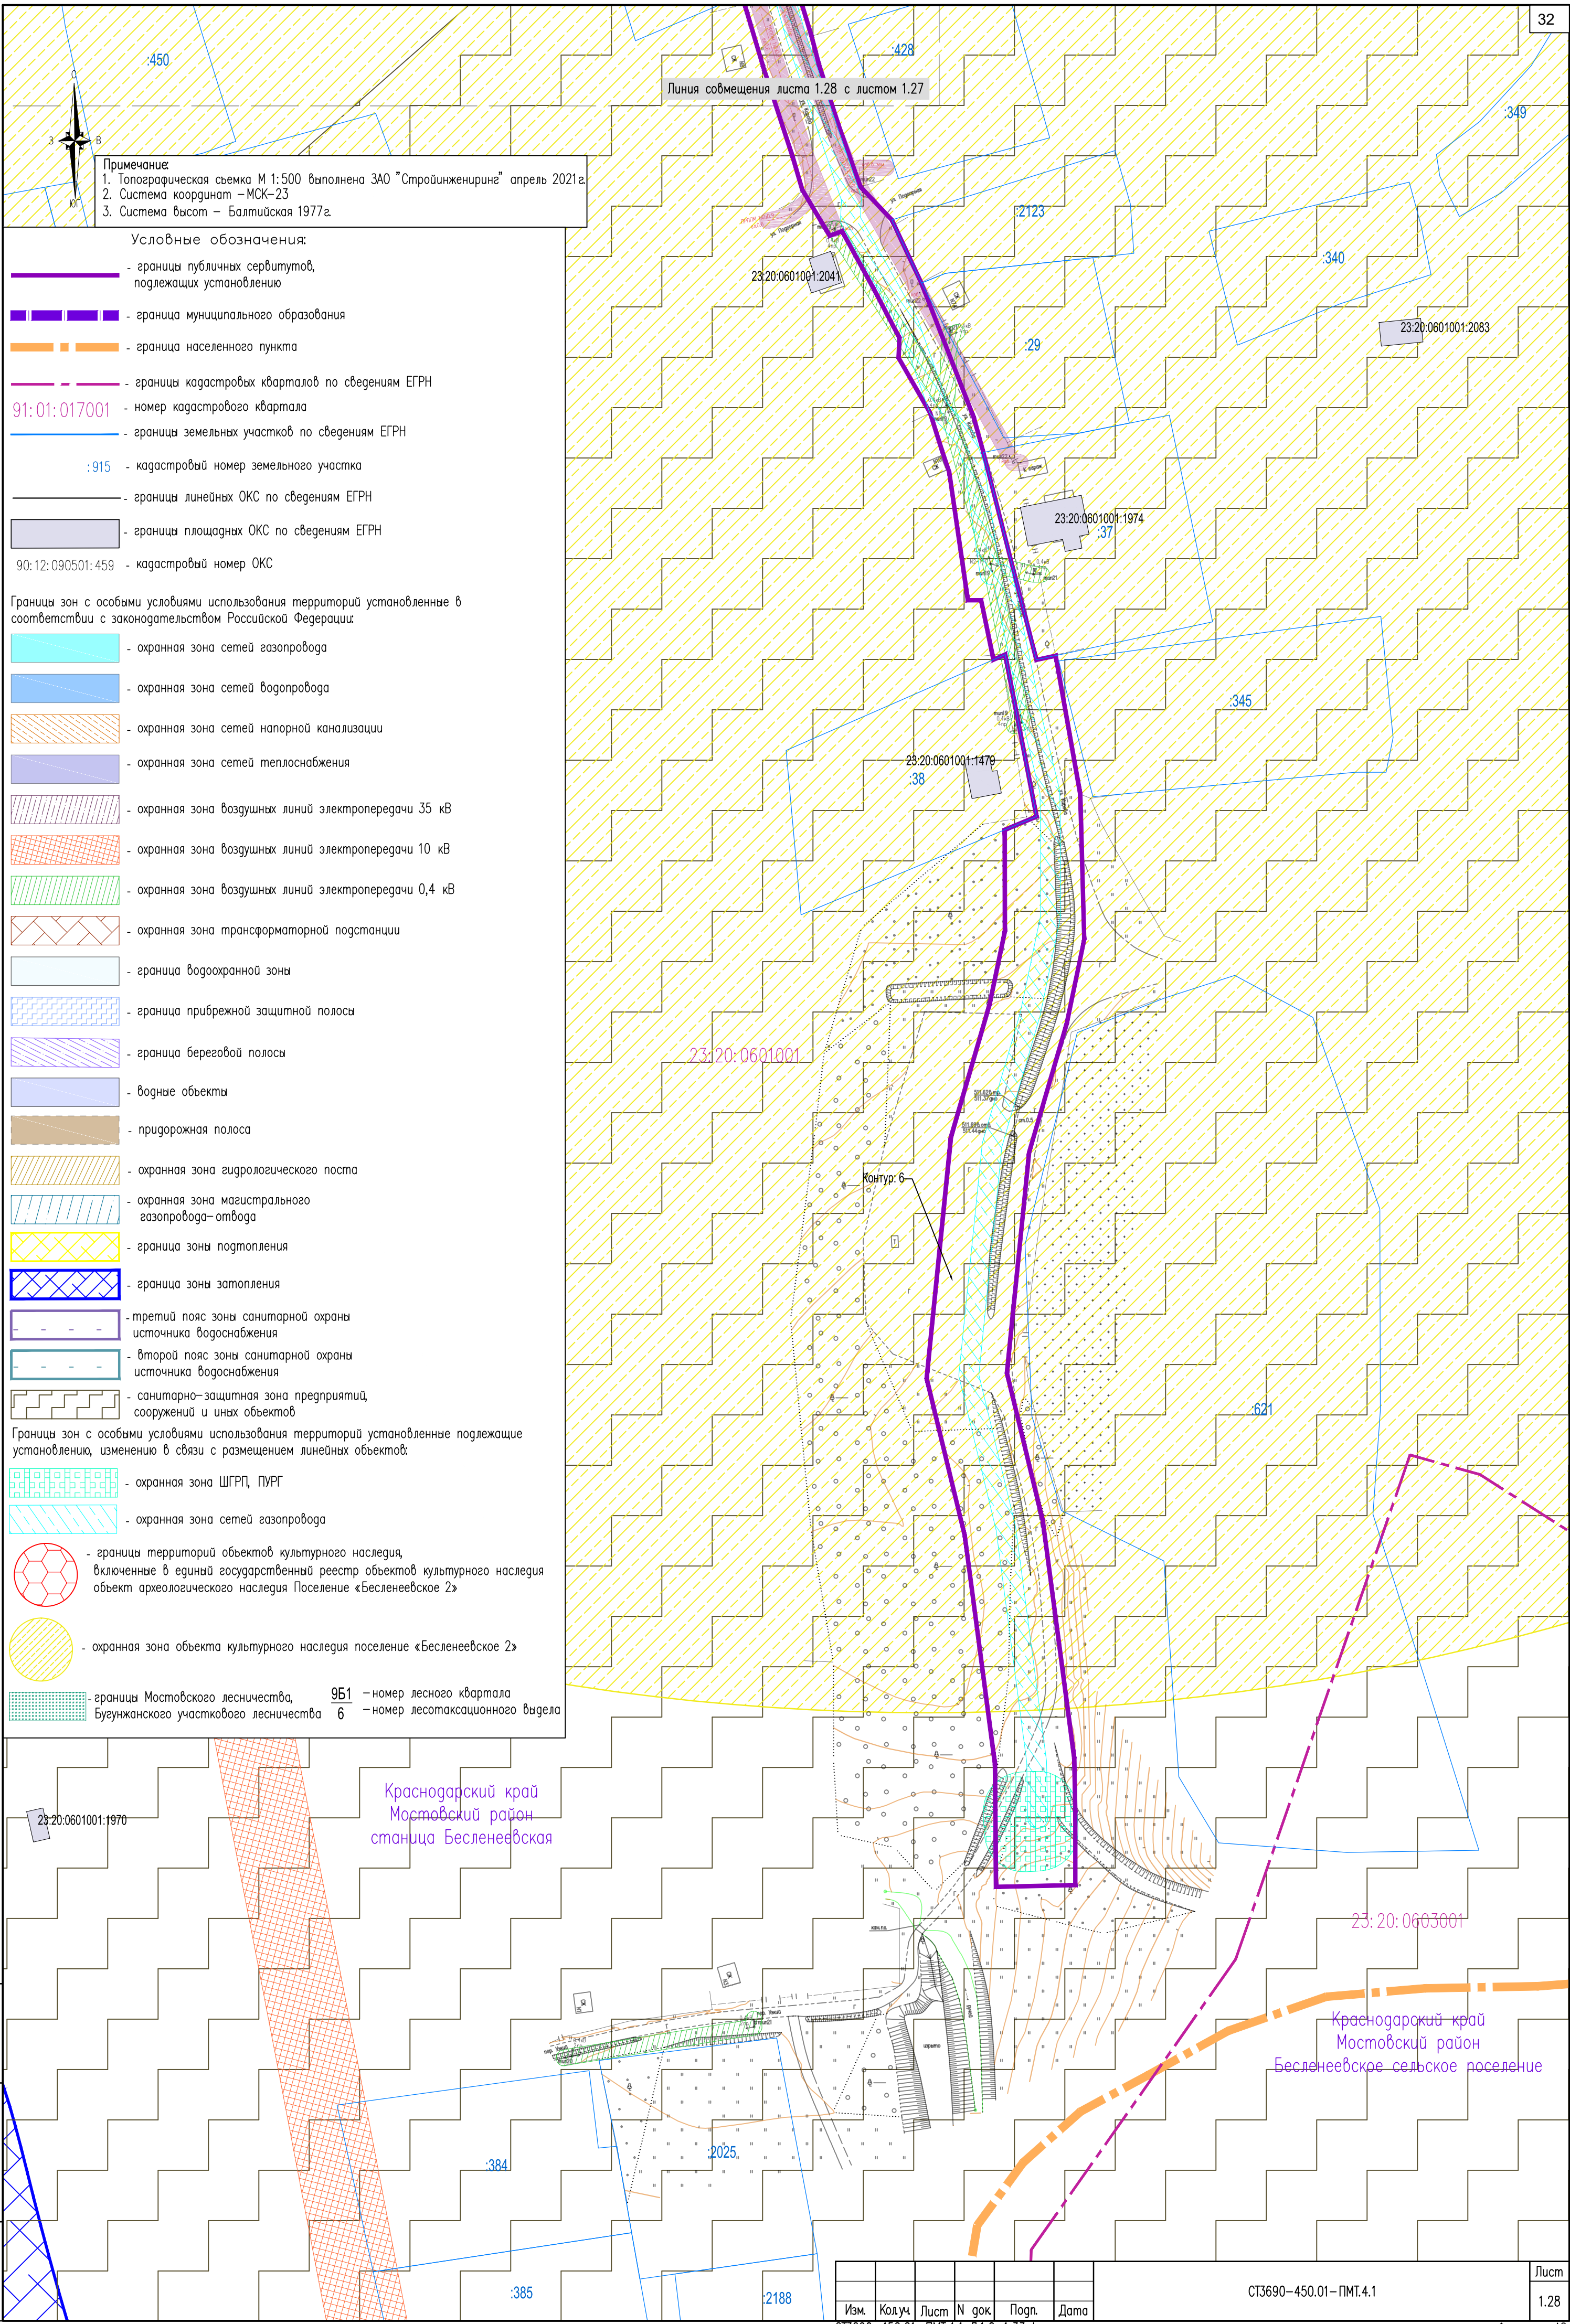 32
:450
:428
Линия совмещения листа 1.28 с листом 1.27
:349
С
З
В
ЮГ
Примечание:
1. Топографическая съемка М 1:500 выполнена ЗАО "Стройинжениринг" апрель 2021г.
2. Система координат -МСК-23
3. Система высот - Балтийская 1977г.
Условные обозначения:
- границы публичных сервитутов,
подлежащих установлению
- граница муниципального образования
- граница населенного пункта
- границы кадастровых кварталов по сведениям ЕГРН
91:01:017001 - номер кадастрового квартала
- границы земельных участков по сведениям ЕГРН
:915 - кадастровый номер земельного участка
- границы линейных ОКС по сведениям ЕГРН
- границы площадных ОКС по сведениям ЕГРН
90:12:090501:459 - кадастровый номер ОКС
Границы зон с особыми условиями использования территорий установленные в
соответствии с законодательством Российской Федерации:
- охранная зона сетей газопровода
- охранная зона сетей водопровода
- охранная зона сетей напорной канализации
- охранная зона сетей теплоснабжения
- охранная зона воздушных линий электропередачи 35 кВ
- охранная зона воздушных линий электропередачи 10 кВ
- охранная зона воздушных линий электропередачи 0,4 кВ
- охранная зона трансформаторной подстанции
- граница водоохранной зоны
- граница прибрежной защитной полосы
- граница береговой полосы
- водные объекты
- придорожная полоса
- охранная зона гидрологического поста
- охранная зона магистрального
газопровода-отвода
- граница зоны подтопления
- граница зоны затопления
- третий пояс зоны санитарной охраны
источника водоснабжения
- второй пояс зоны санитарной охраны
источника водоснабжения
- санитарно-защитная зона предприятий,
сооружений и иных объектов
Границы зон с особыми условиями использования территорий установленные подлежащие
установлению, изменению в связи с размещением линейных объектов:
- охранная зона ШГРП, ПУРГ
- охранная зона сетей газопровода
- границы территорий объектов культурного наследия,
включенные в единый государственный реестр объектов культурного наследия
объект археологического наследия Поселение «Бесленеевское 2»
- охранная зона объекта культурного наследия поселение «Бесленеевское 2»
- границы Мостовского лесничества,
Бугунжанского участкового лесничества
9Б1 - номер лесного квартала
6 - номер лесотаксационного выдела
:2123
ул. Подгорная
ул. Подгорная
:340
23:20:0601001:2041
23:20:0601001:2083
:29
23:20:0601001:1974
:37
:345
23:20:0601001:1479
:38
23:20:0601001
Контур: 6
:621
Краснодарский край
Мостовский район
станица Бесленеевская
23:20:0601001:1970
23:20:0603001
Краснодарский край
Мостовский район
Бесленеевское сельское поселение
:384
:2025
:385
:2188
Изм. Кол.уч. Лист N док. Подп. Дата
СТ3690-450.01-ПМТ.4.1
Лист
1.28